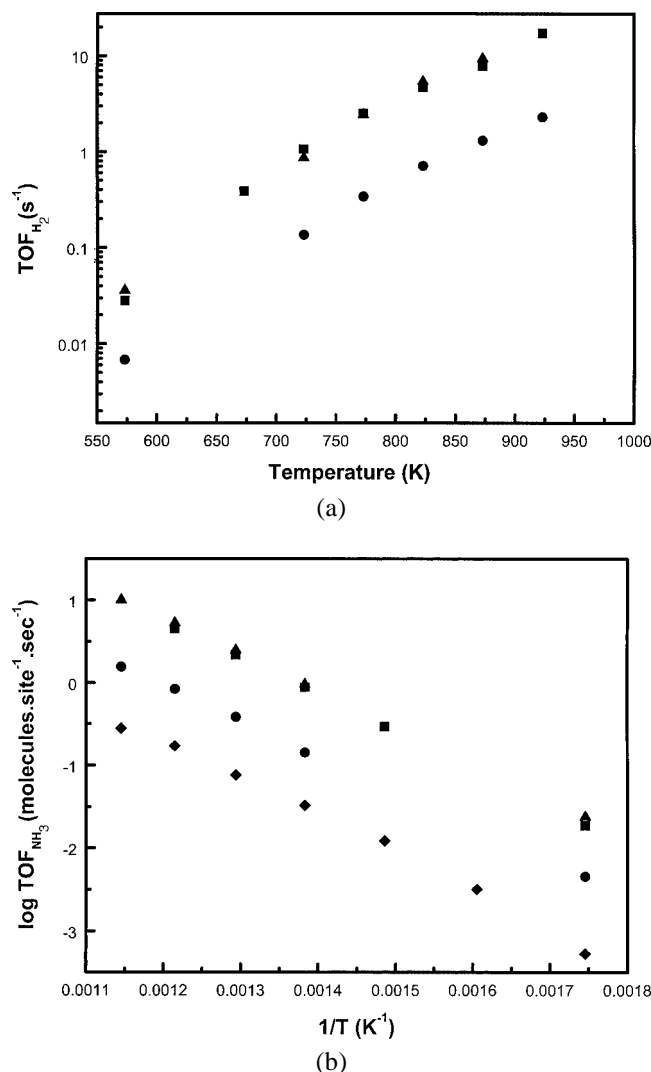 10
1
0.1
0.01
TOF_H2 (s⁻¹)
550 600 650 700 750 800 850 900 950 1000
Temperature (K)
(a)
1
0
-1
-2
-3
log TOF_NH3 (molecules.site⁻¹.sec⁻¹)
0.0011 0.0012 0.0013 0.0014 0.0015 0.0016 0.0017 0.0018
1/T (K⁻¹)
(b)